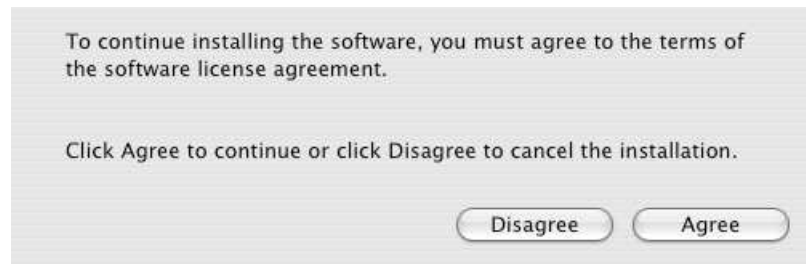 To continue installing the software, you must agree to the terms of
the software license agreement.
Click Agree to continue or click Disagree to cancel the installation.
Disagree
Agree